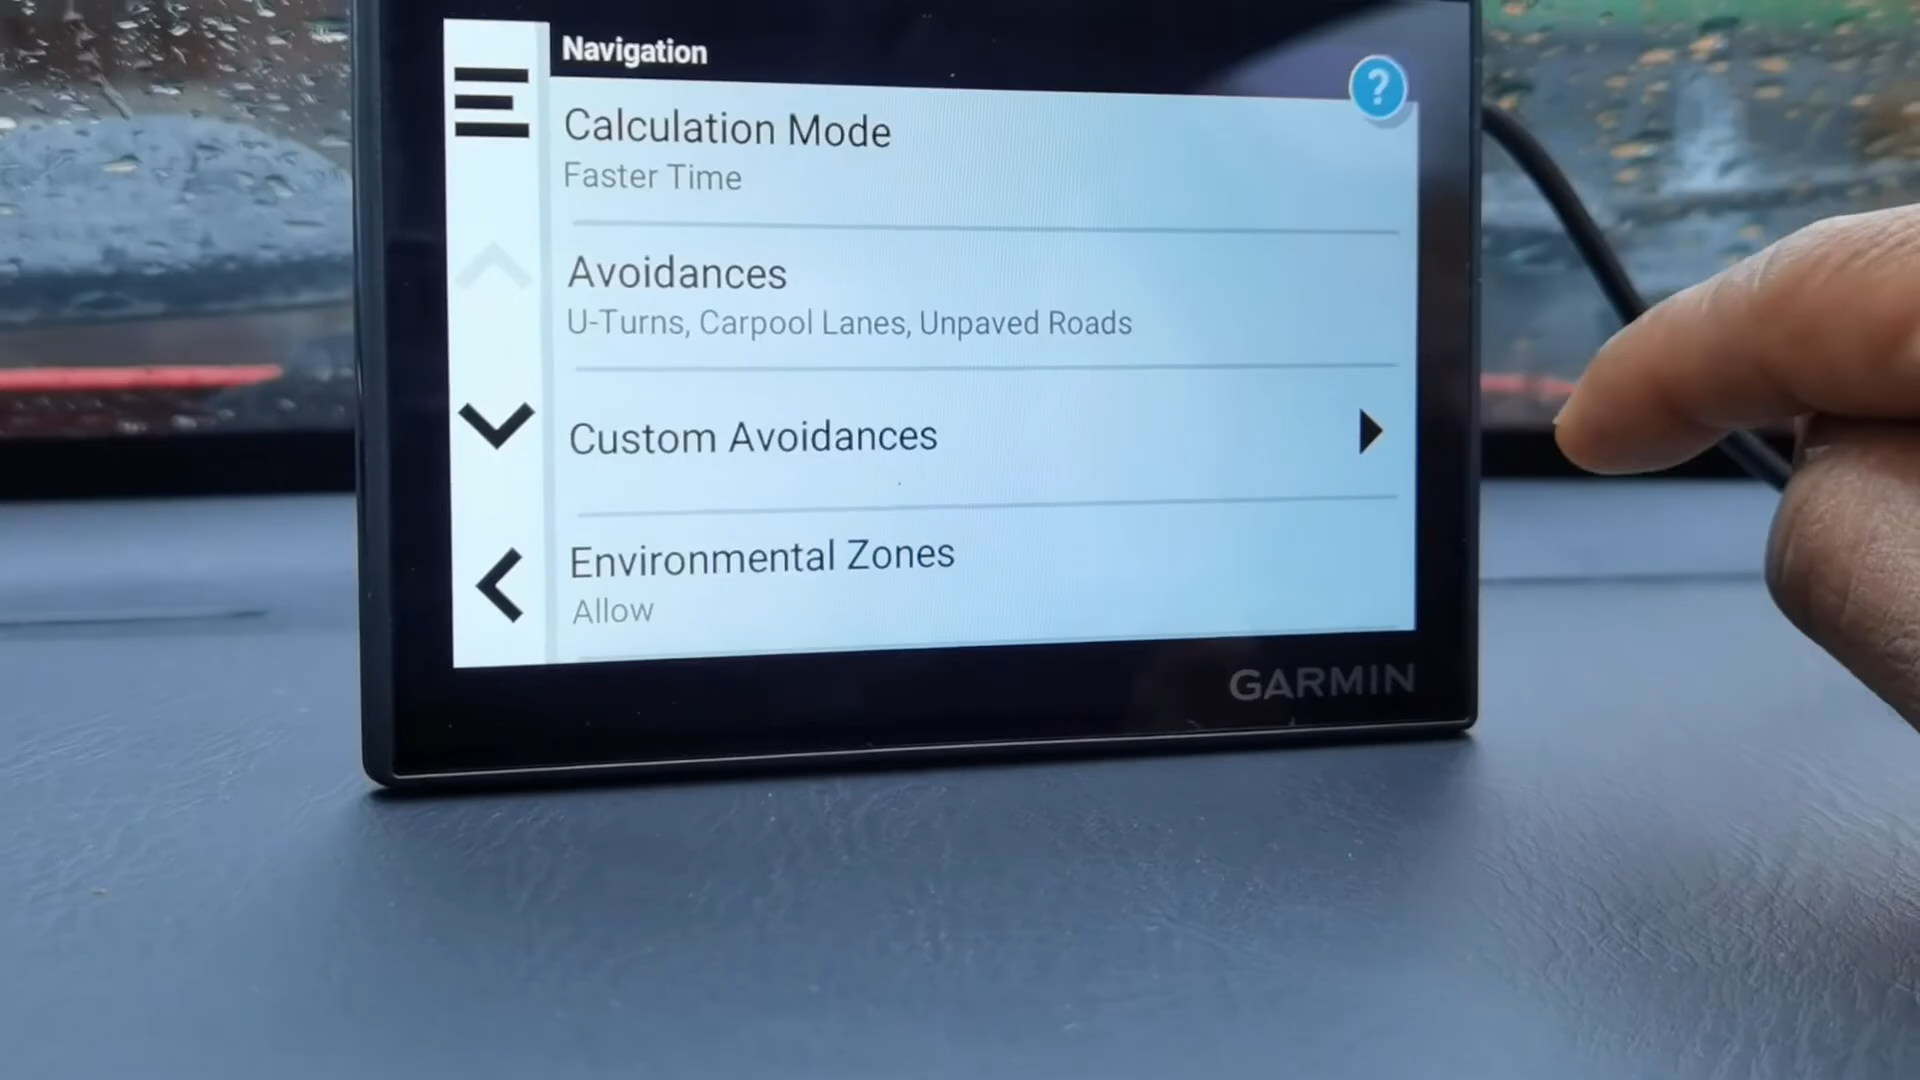 Navigation
?
Calculation Mode
Faster Time
Avoidances
U-Turns, Carpool Lanes, Unpaved Roads
Custom Avoidances
Environmental Zones
Allow
GARMIN